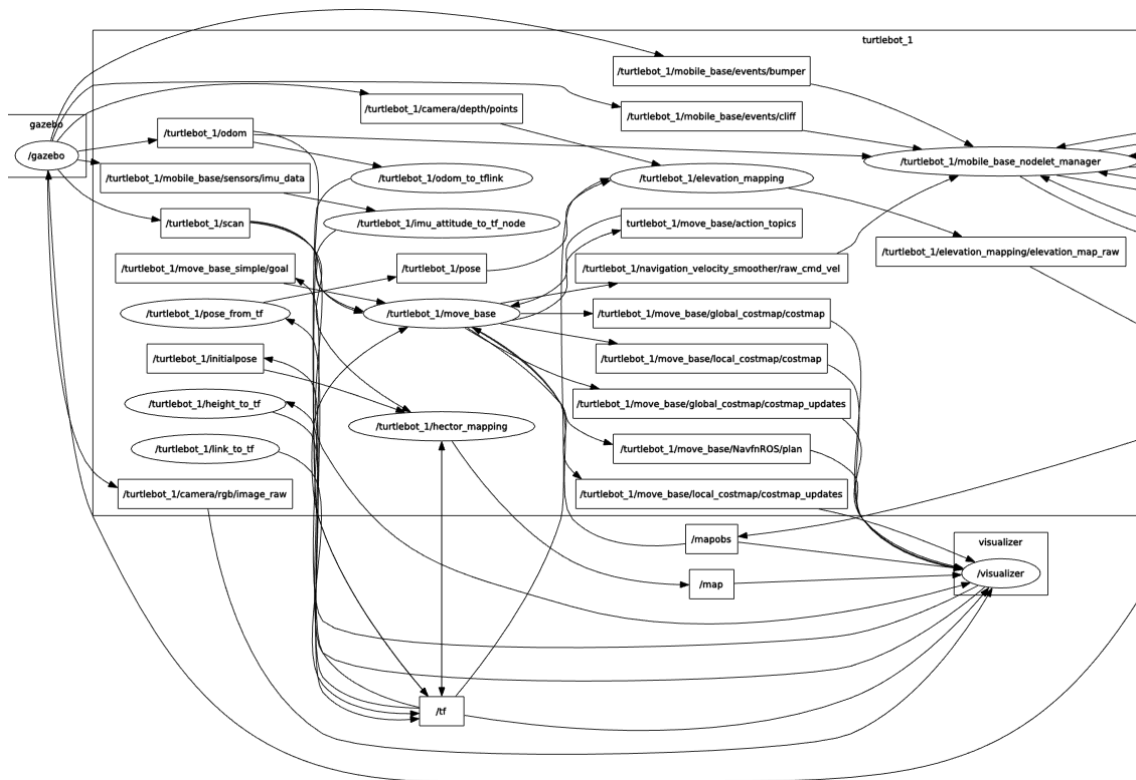 turtlebot_1
/turtlebot_1/mobile_base/events/bumper
/turtlebot_1/camera/depth/points
/turtlebot_1/mobile_base/events/cliff
gazebo
/turtlebot_1/odom
/gazebo
/turtlebot_1/mobile_base_nodelet_manager
/turtlebot_1/mobile_base/sensors/imu_data
/turtlebot_1/odom_to_tflink
/turtlebot_1/elevation_mapping
/turtlebot_1/scan
/turtlebot_1/imu_attitude_to_tf_node
turtlebot_1/move_base/action_topics
/turtlebot_1/elevation_mapping/elevation_map_raw
/turtlebot_1/move_base_simple/goal
/turtlebot_1/pose
/turtlebot_1/navigation_velocity_smoother/raw_cmd_vel
/turtlebot_1/pose_from_tf
/turtlebot_1/move_base
/turtlebot_1/move_base/global_costmap/costmap
/turtlebot_1/initialpose
/turtlebot_1/move_base/local_costmap/costmap
/turtlebot_1/height_to_tf
/turtlebot_1/move_base/global_costmap/costmap_updates
/turtlebot_1/hector_mapping
/turtlebot_1/link_to_tf
/turtlebot_1/move_base/NavfnROS/plan
/turtlebot_1/camera/rgb/image_raw
/turtlebot_1/move_base/local_costmap/costmap_updates
/mapobs
visualizer
/visualizer
/map
/tf